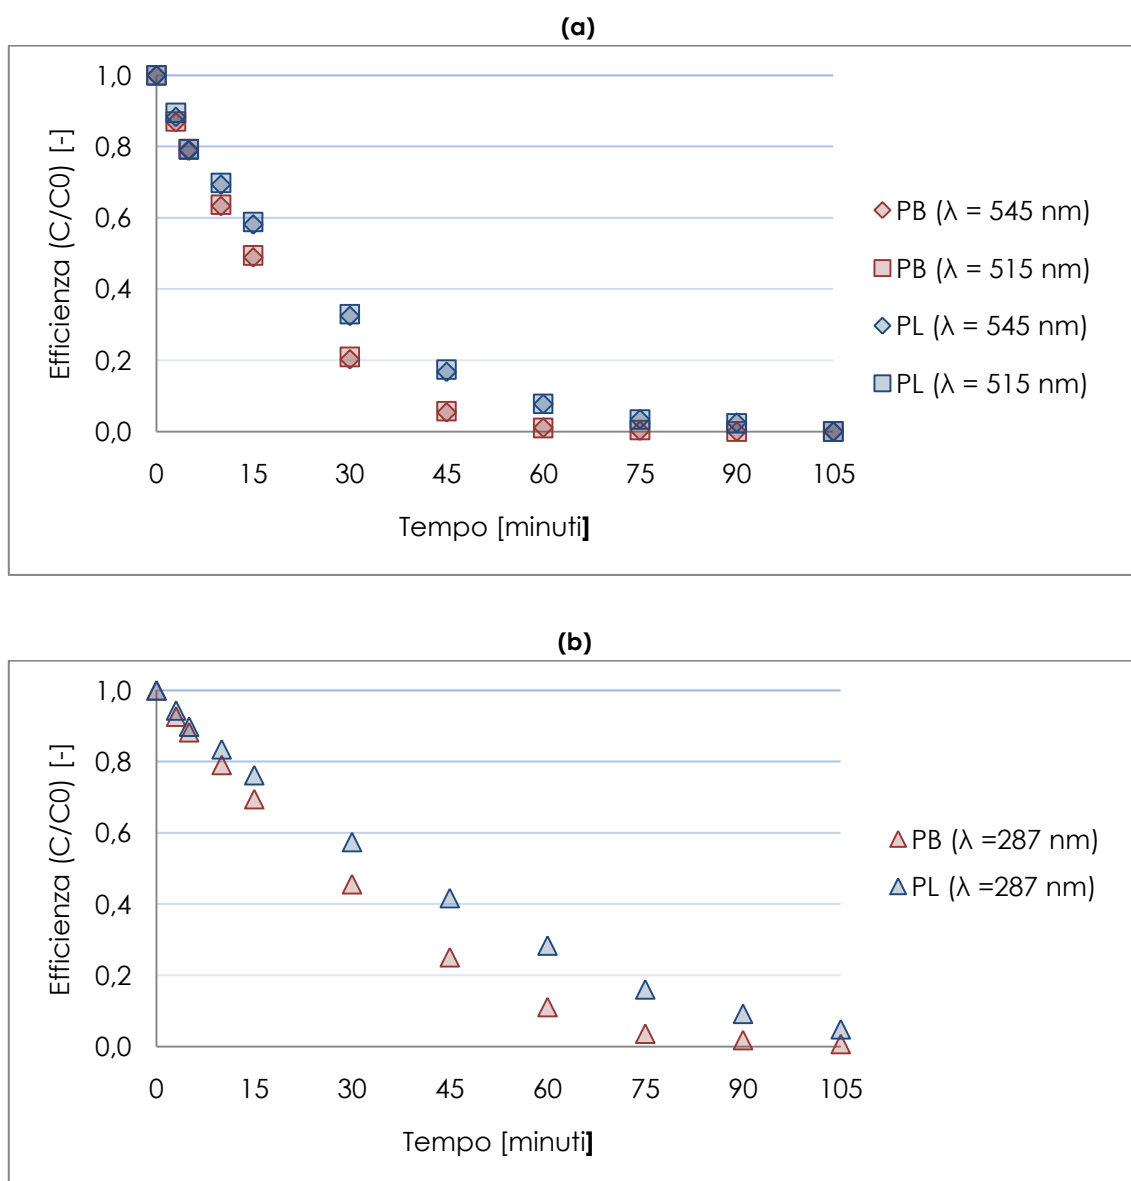 (a)
1,0
0,8
0,6
0,4
0,2
0,0
Efficienza (C/C0) [-]
0 15 30 45 60 75 90 105
Tempo [minuti]
PB (λ = 545 nm)
PB (λ = 515 nm)
PL (λ = 545 nm)
PL (λ = 515 nm)
(b)
1,0
0,8
0,6
0,4
0,2
0,0
Efficienza (C/C0) [-]
0 15 30 45 60 75 90 105
Tempo [minuti]
PB (λ =287 nm)
PL (λ =287 nm)